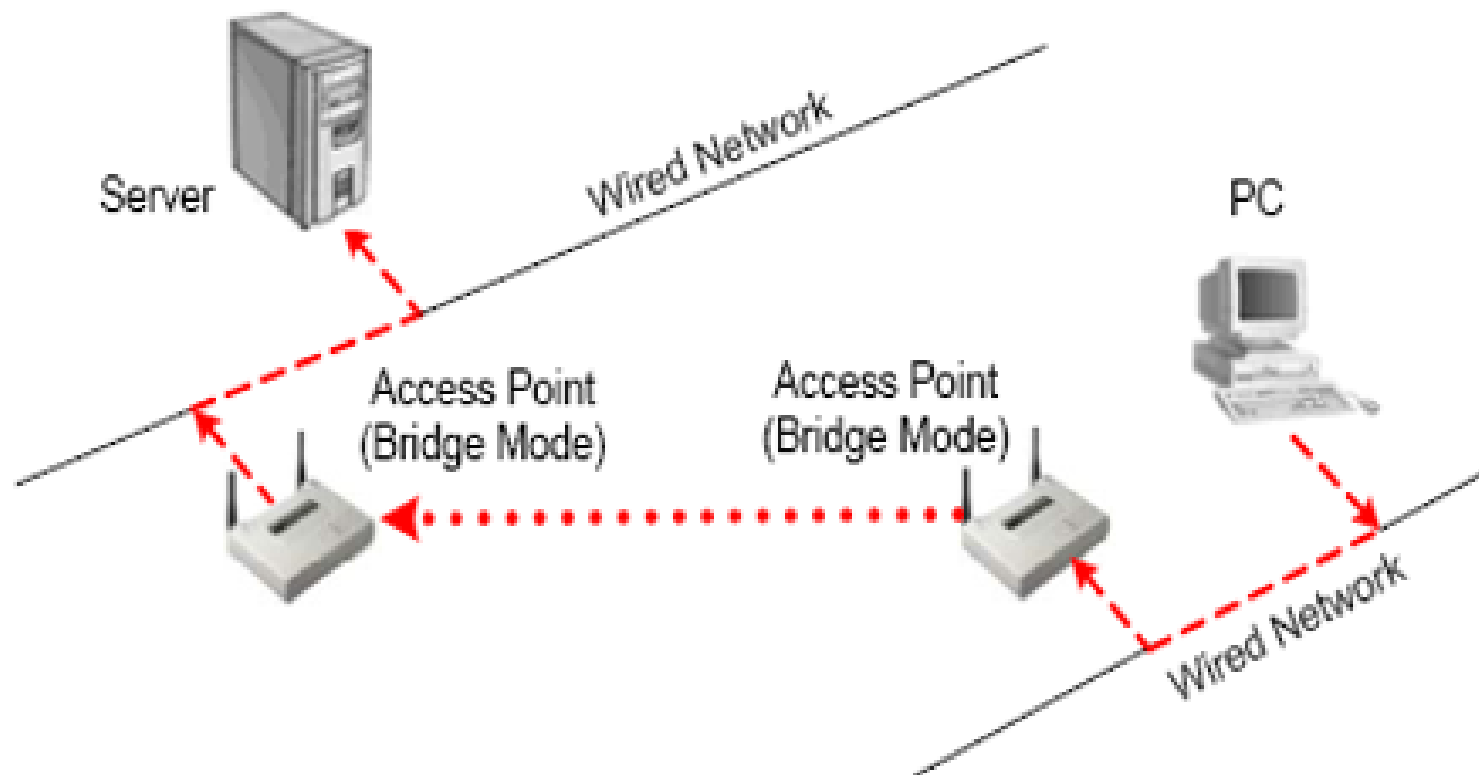 Wired Network
Server
PC
Access Point
(Bridge Mode)
Access Point
(Bridge Mode)
Wired Network